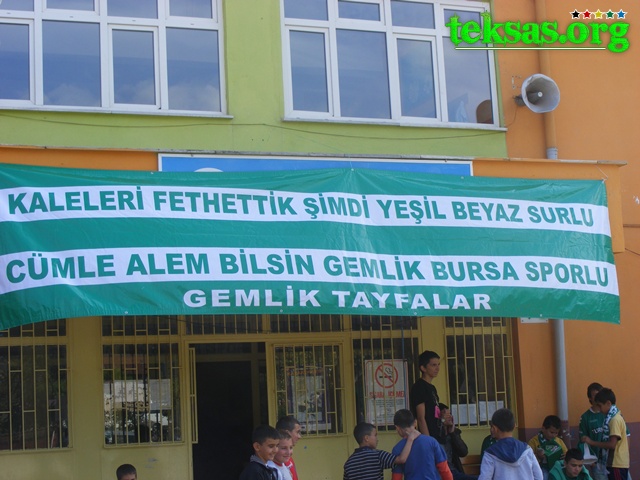 teksas.org
KALELERİ FETHETTİK ŞİMDİ YEŞİL BEYAZ SURLU
CÜMLE ALEM BİLSİN GEMLİK BURSA SPORLU
GEMLİK TAYFALAR